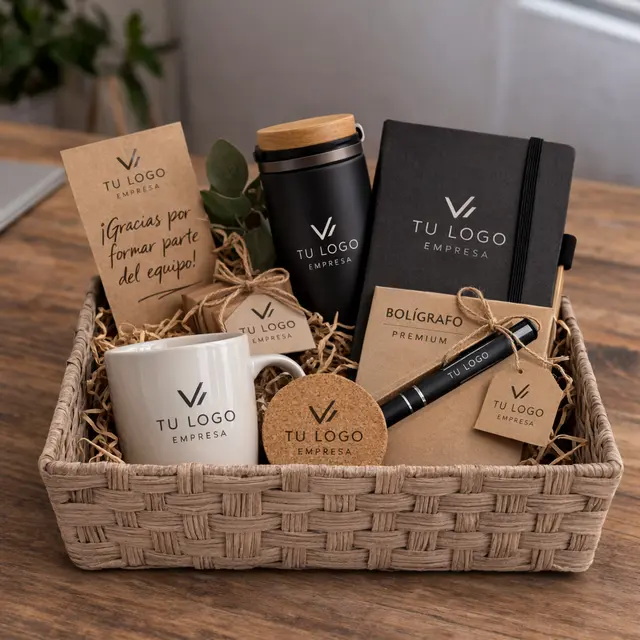 TU LOGO
EMPRESA
¡Gracias por
formar parte
del equipo!
TU LOGO
EMPRESA
TU LOGO
EMPRESA
TU LOGO
EMPRESA
BOLÍGRAFO
PREMIUM
TU LOGO
TU LOGO
EMPRESA
TU LOGO
EMPRESA
TU LOGO
EMPRESA